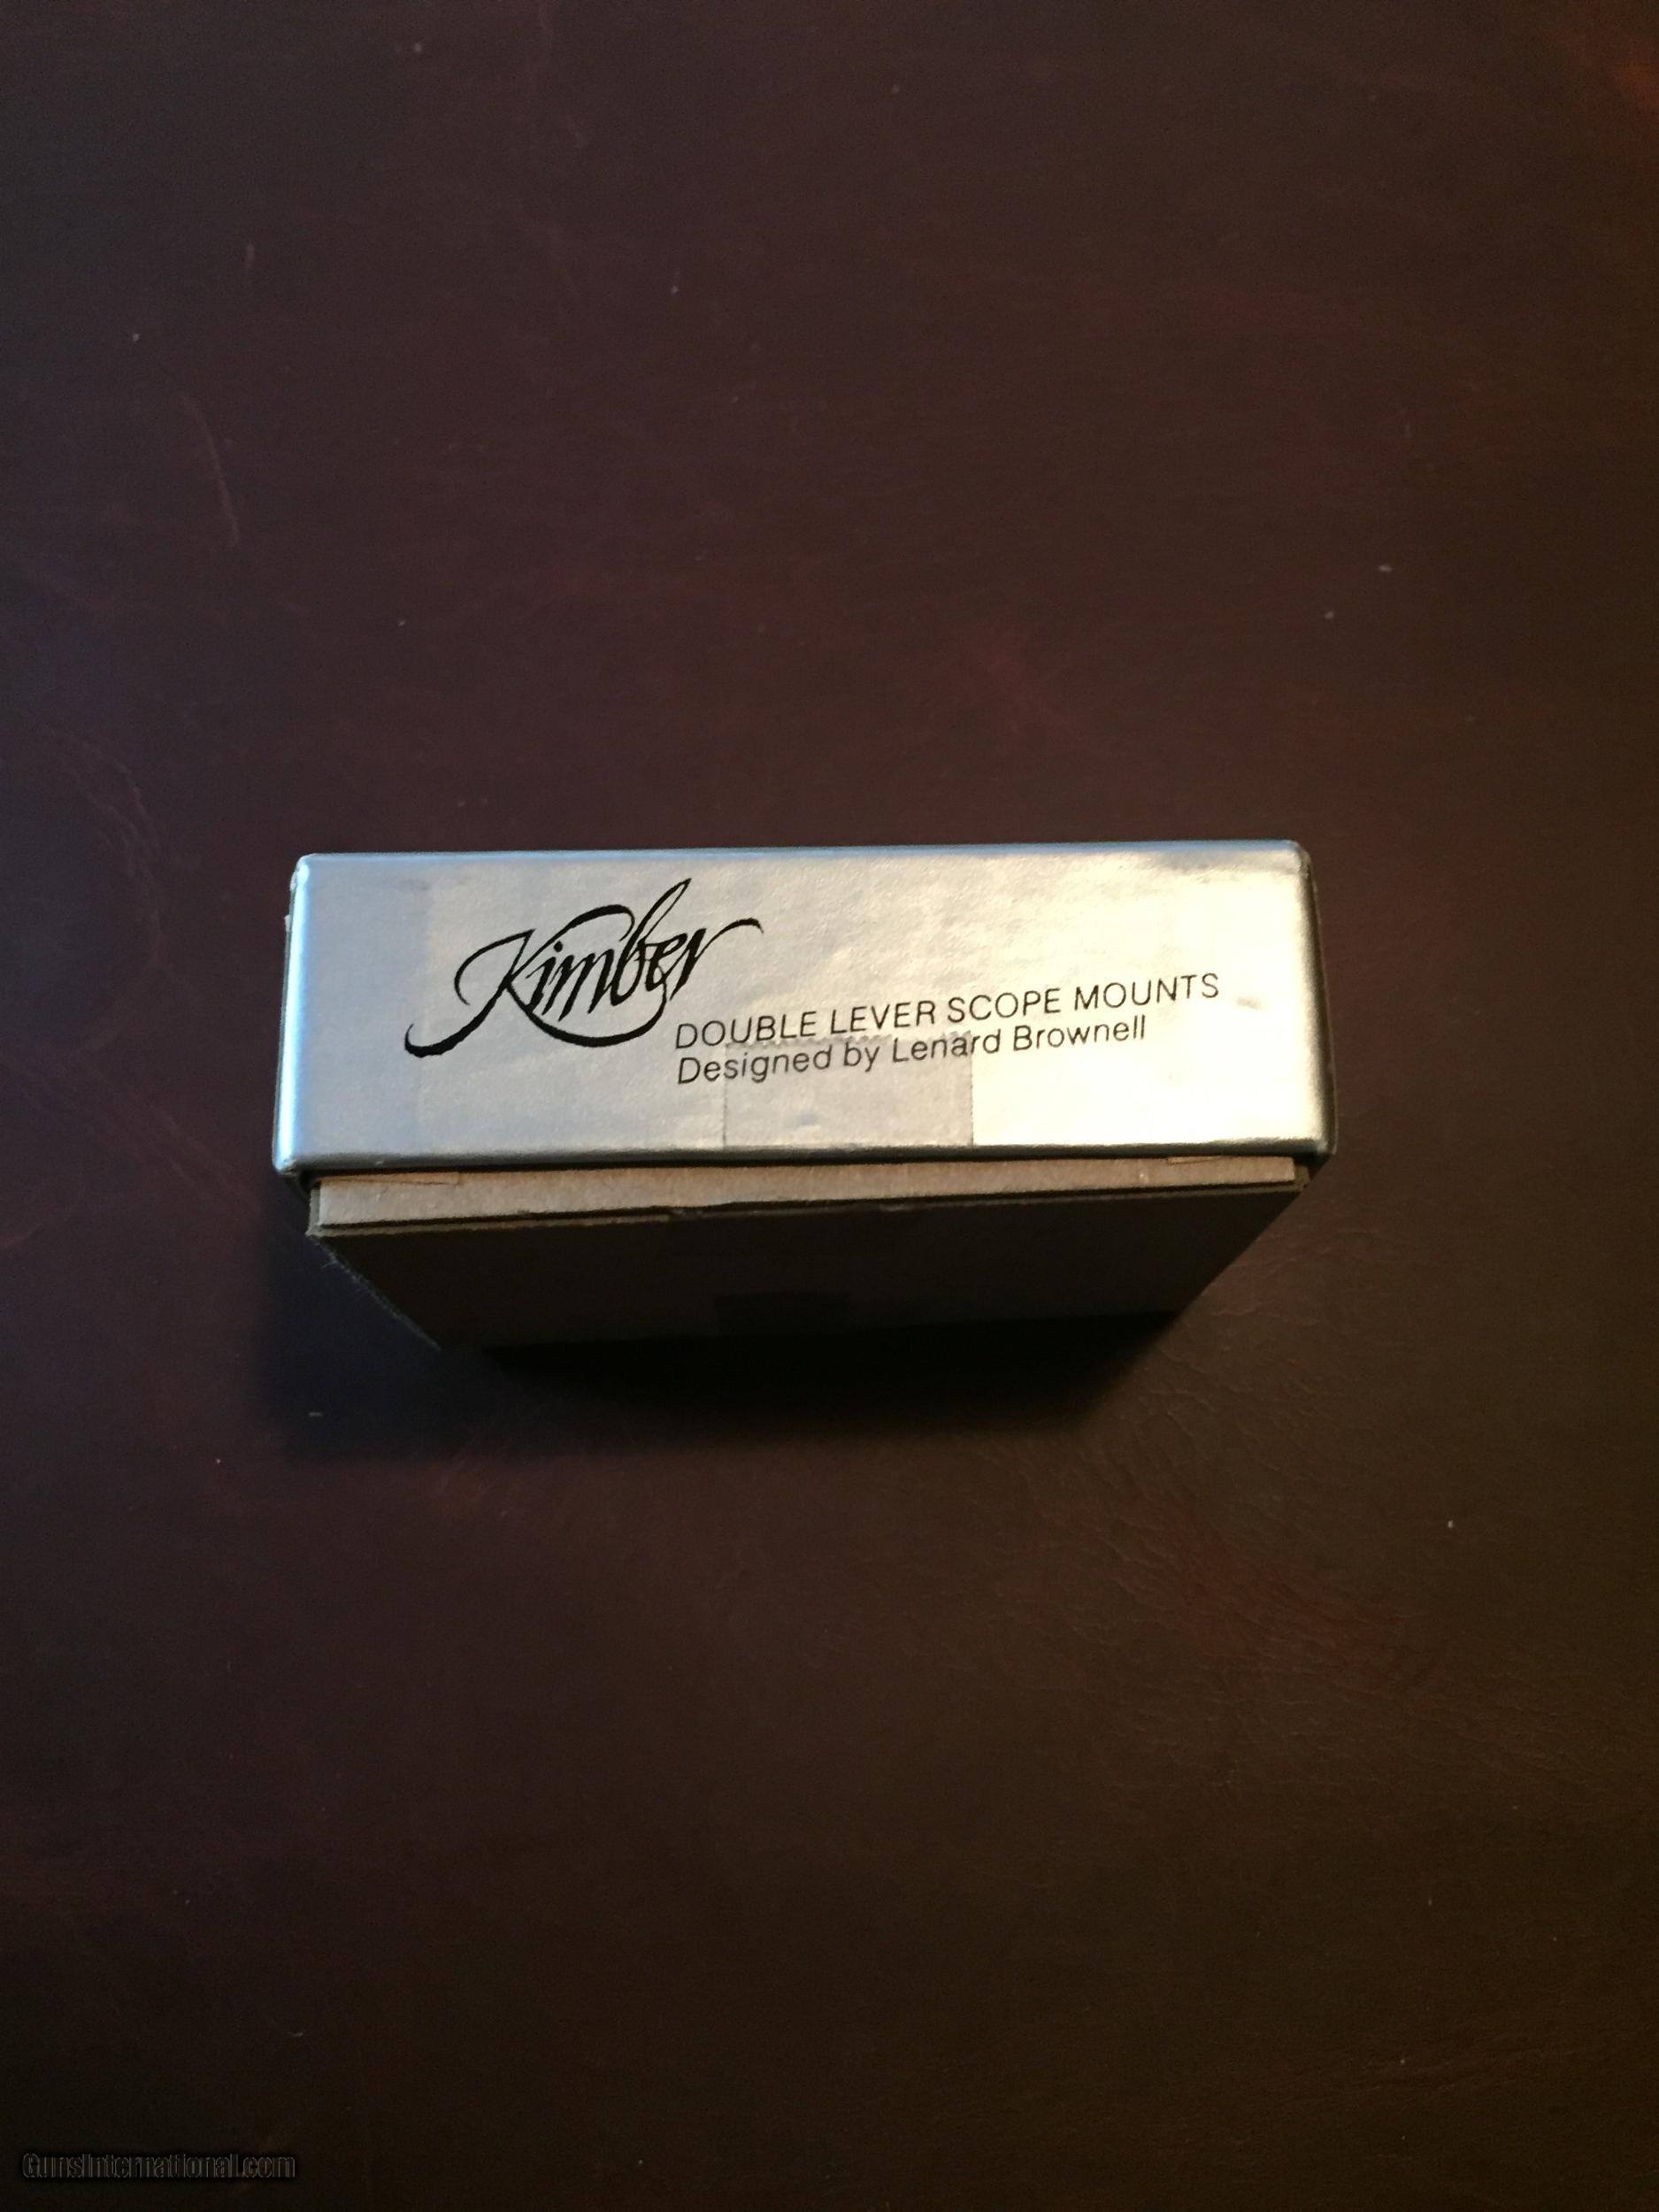 Kimber
DOUBLE LEVER SCOPE MOUNTS
Designed by Lenard Brownell
GunsInternational.com